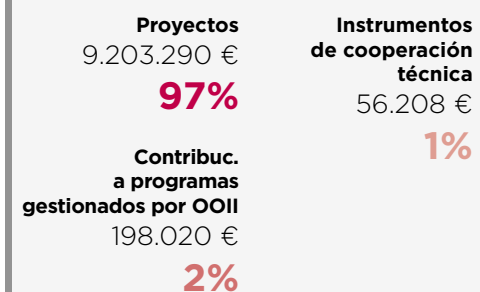 Proyectos
9.203.290 €
97%
Contribuc.
a programas
gestionados por OOII
198.020 €
2%
Instrumentos
de cooperación
técnica
56.208 €
1%